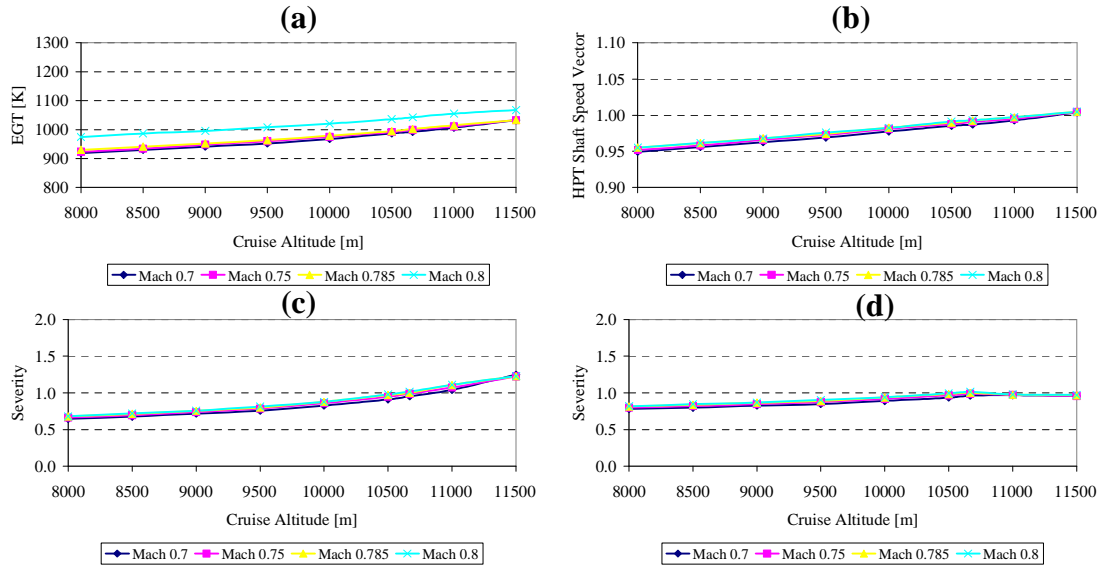 (a)
1300
1200
1100
1000
900
800
EGT [K]
8000 8500 9000 9500 10000 10500 11000 11500
Cruise Altitude [m]
Mach 0.7 Mach 0.75 Mach 0.785 Mach 0.8
(b)
1.10
1.05
1.00
0.95
0.90
HPT Shaft Speed Vector
8000 8500 9000 9500 10000 10500 11000 11500
Cruise Altitude [m]
Mach 0.7 Mach 0.75 Mach 0.785 Mach 0.8
(c)
2.0
1.5
1.0
0.5
0.0
Severity
8000 8500 9000 9500 10000 10500 11000 11500
Cruise Altitude [m]
Mach 0.7 Mach 0.75 Mach 0.785 Mach 0.8
(d)
2.0
1.5
1.0
0.5
0.0
Severity
8000 8500 9000 9500 10000 10500 11000 11500
Cruise Altitude [m]
Mach 0.7 Mach 0.75 Mach 0.785 Mach 0.8